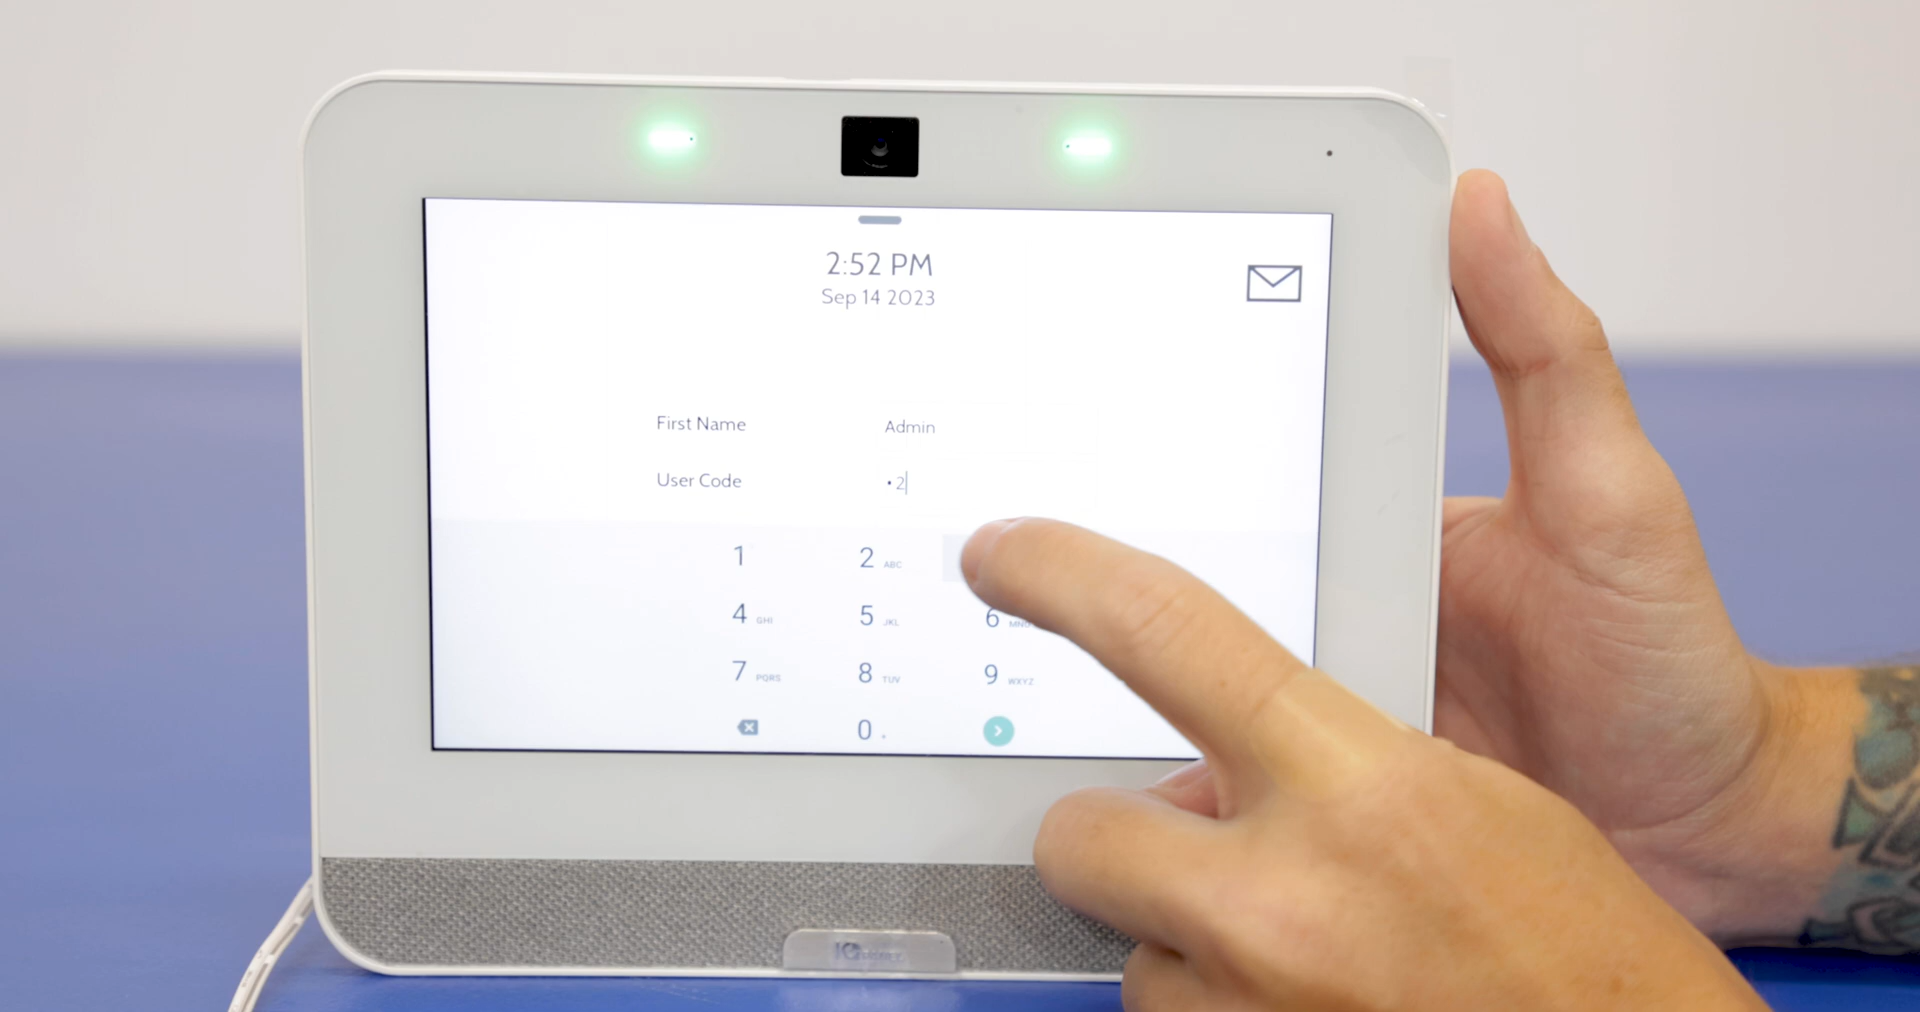 2:52 PM
Sep 14 2023
First Name Admin
User Code •2
1 2 ABC
4 GHI 5 JKL 6 MNO
7 PQRS 8 TUV 9 WXYZ
0 .